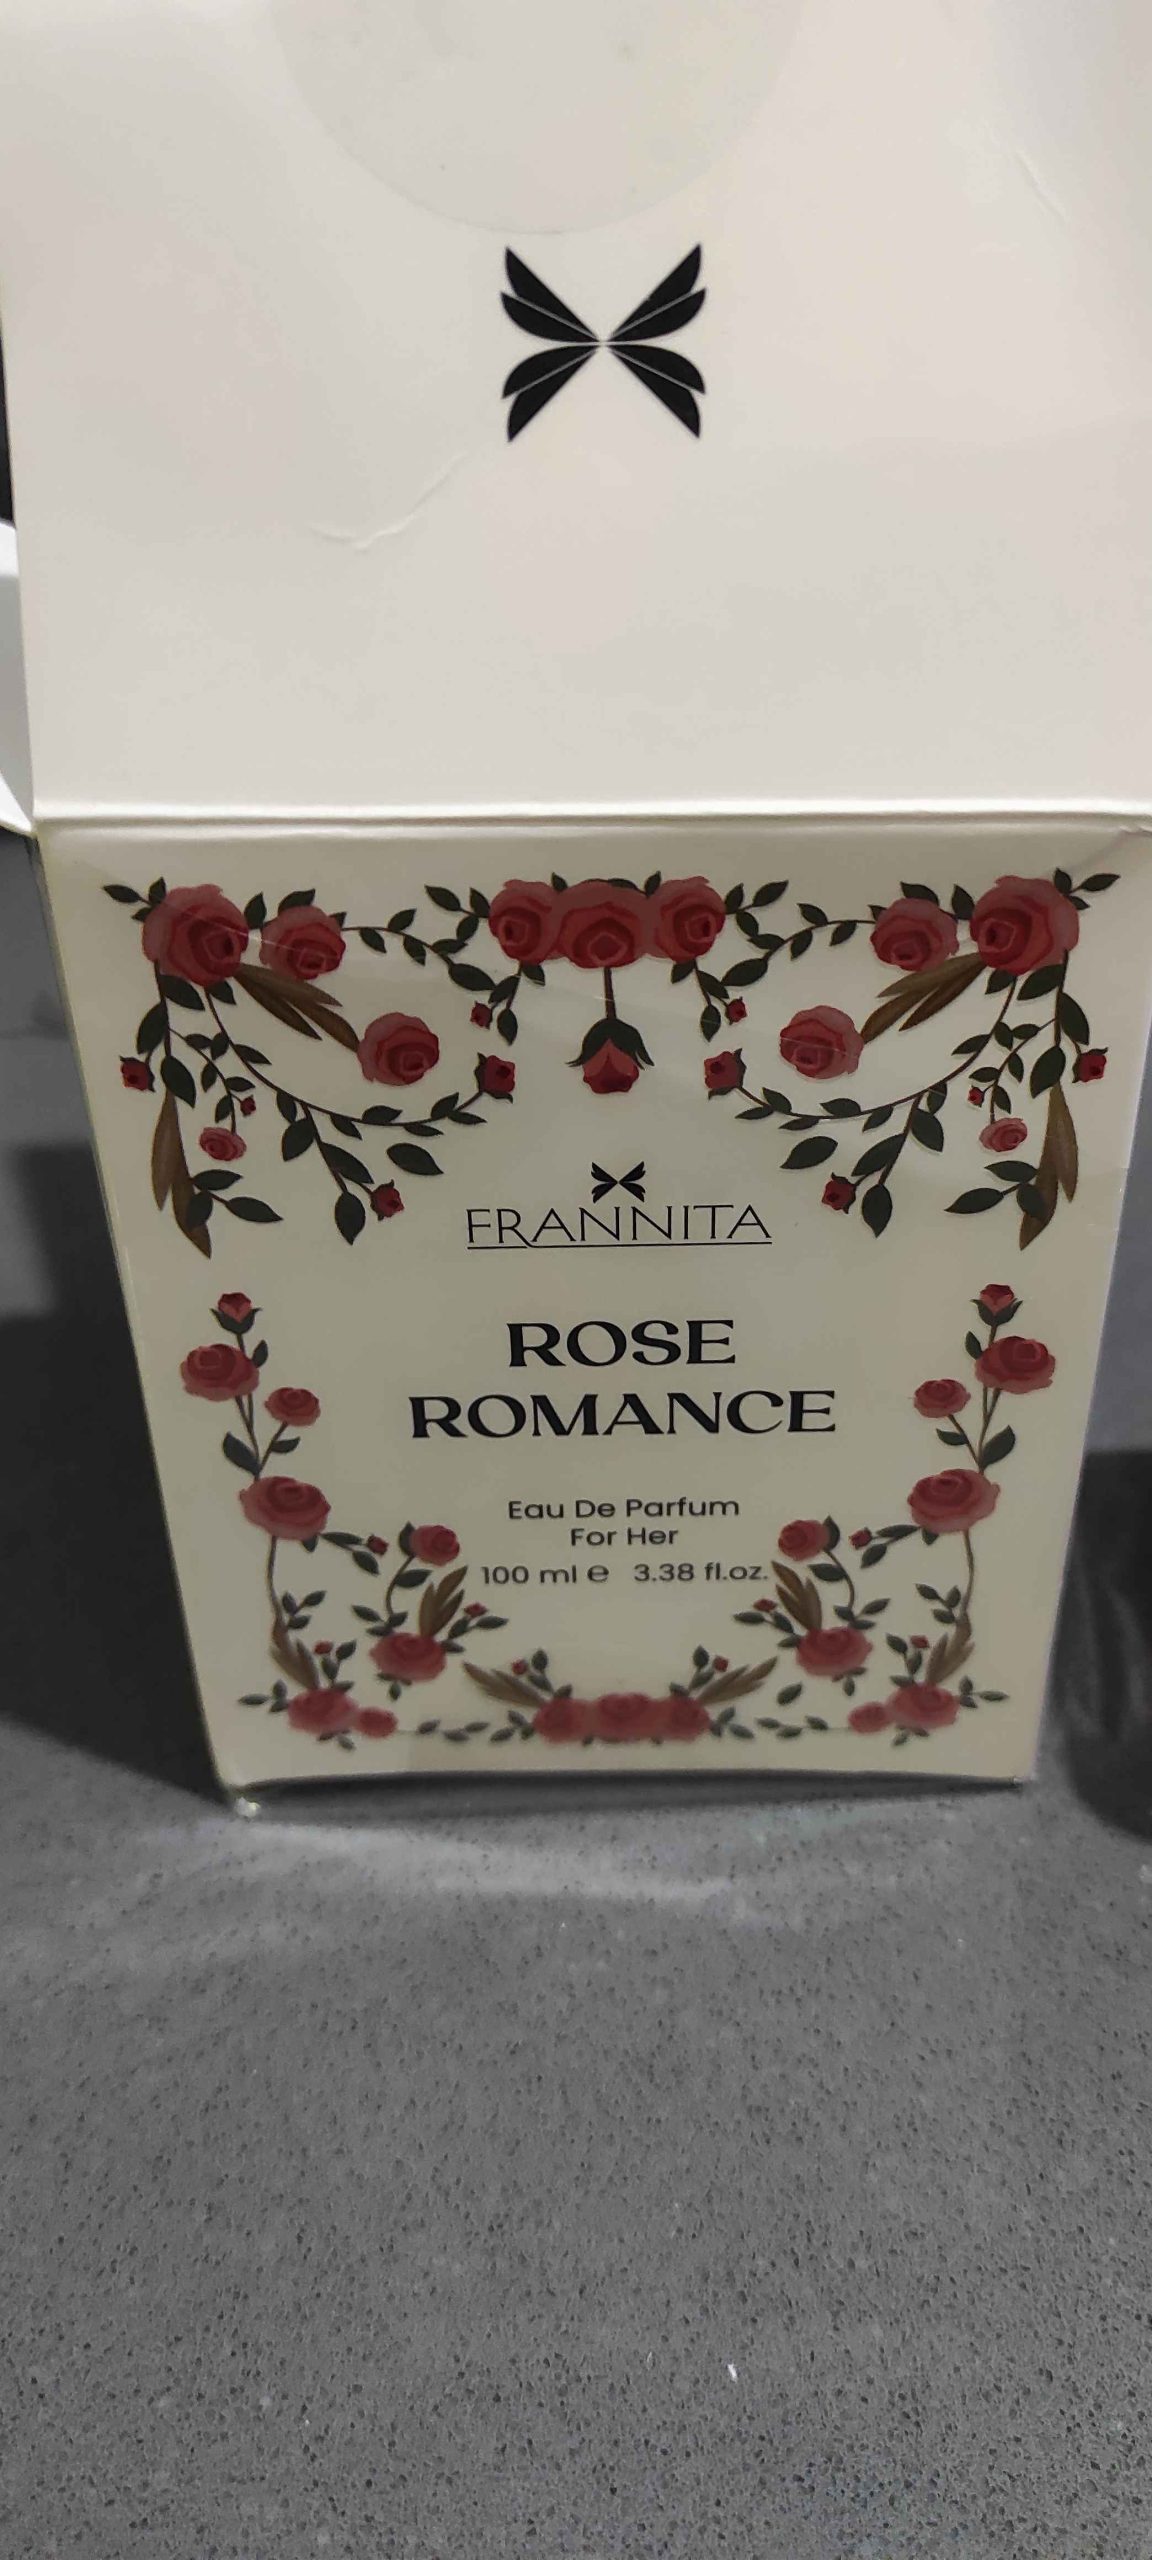 FRANNITA
ROSE
ROMANCE
Eau De Parfum
For Her
100 ml ℮ 3.38 fl.oz.